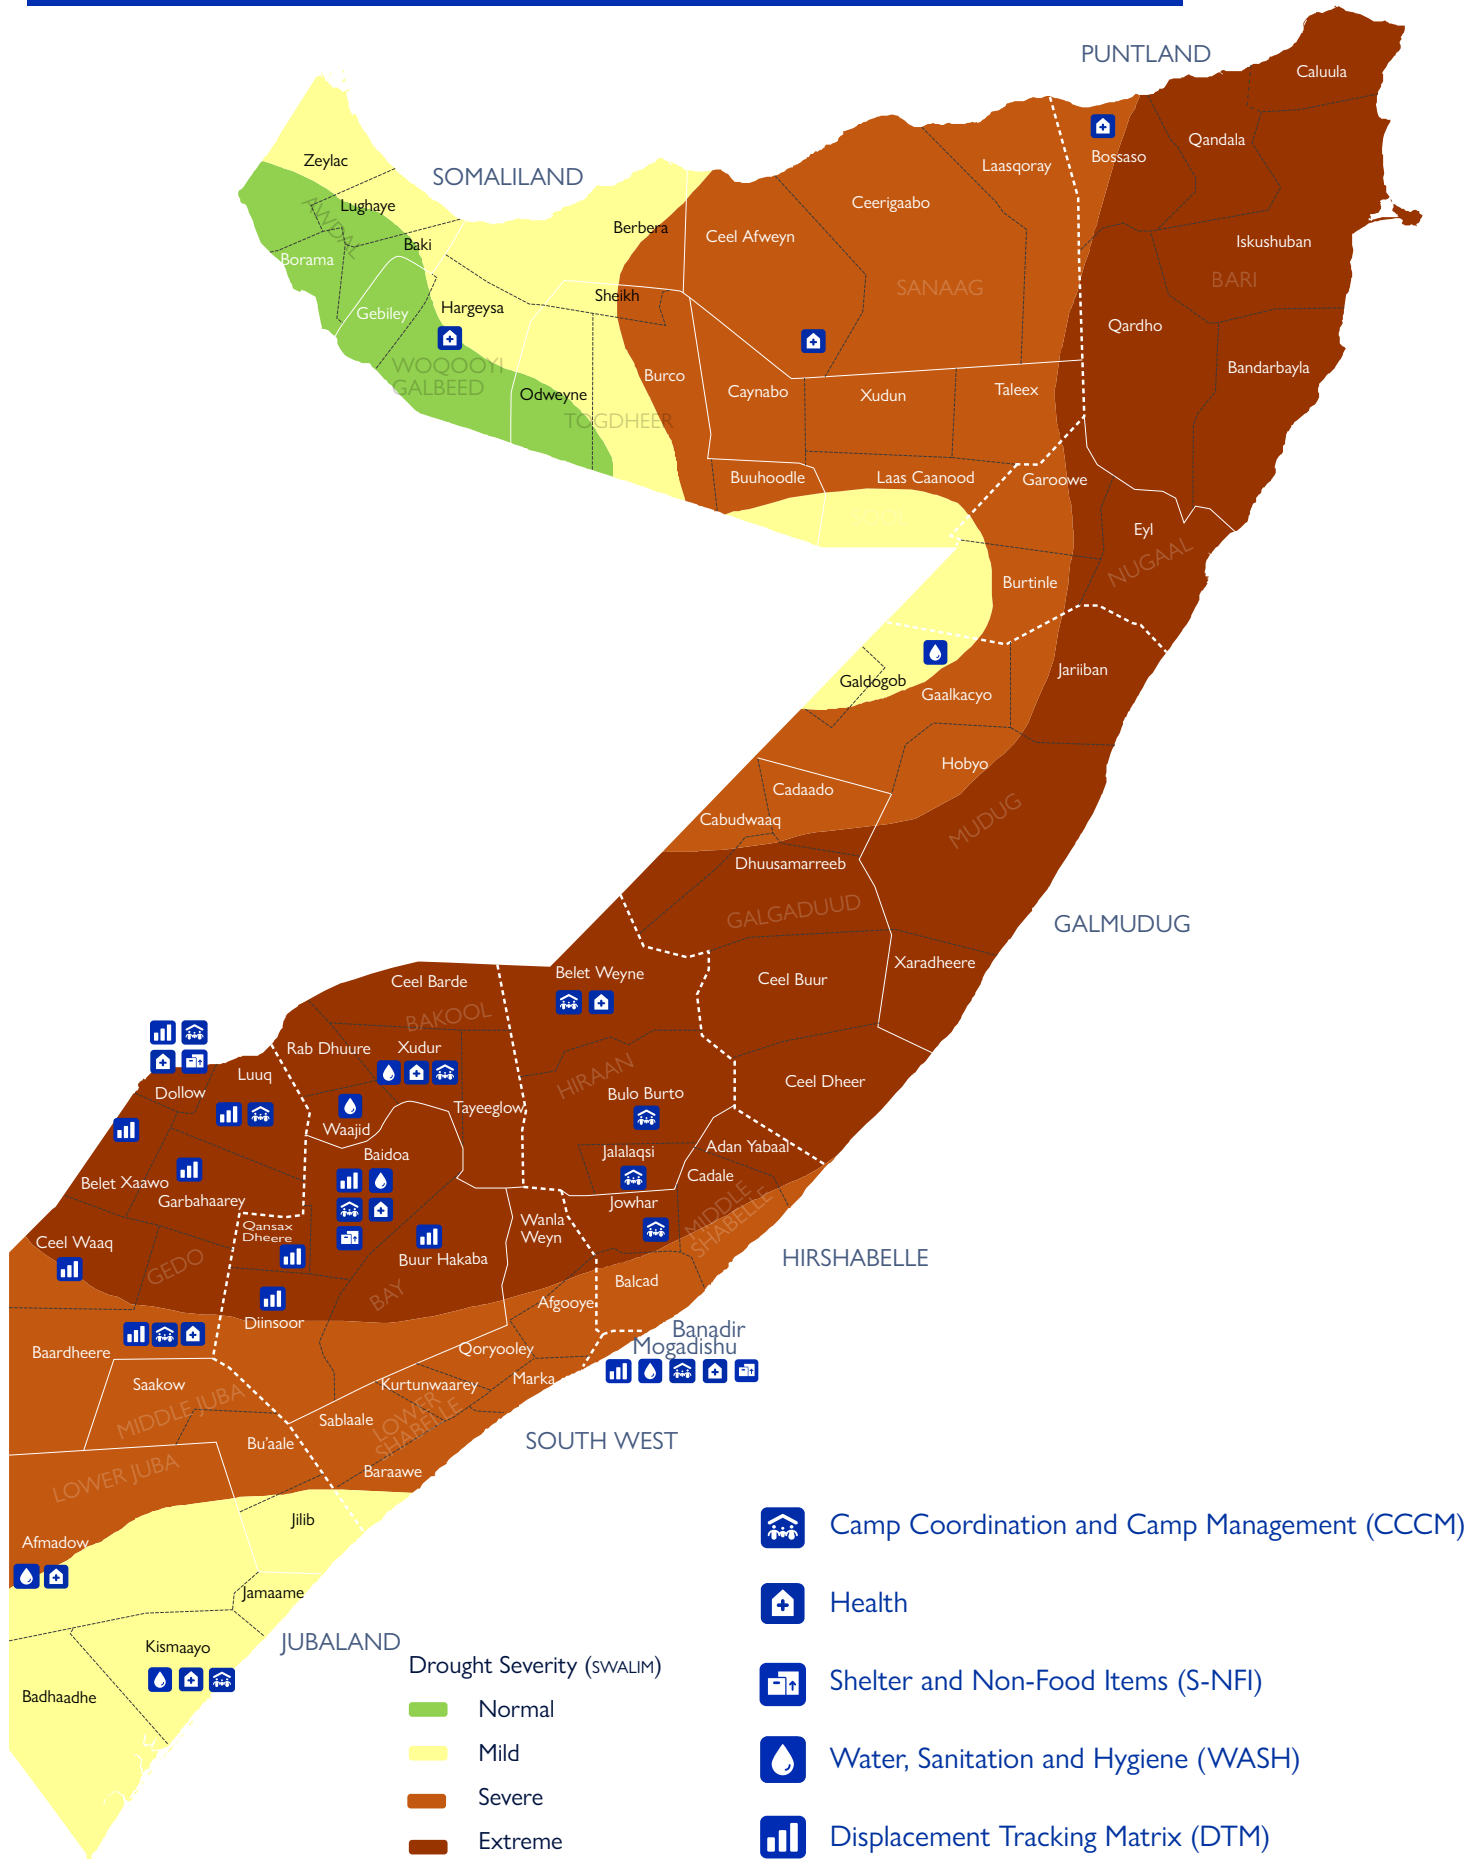 PUNTLAND
Caluula
Qandala
Bossaso
Zeylac
SOMALILAND
Laasqoray
Lughaye
AWDAL
Ceerigaabo
Berbera
Ceel Afweyn
Baki
Iskushuban
Borama
BARI
SANAAG
Sheikh
Hargeysa
Gebiley
Qardho
WOQOOYI
GALBEED
Burco
Bandarbayla
Odweyne
Caynabo
Xudun
Taleex
TOGDHEER
Buuhoodle
Laas Caanood
Garoowe
Eyl
NUGAAL
Burtinle
Jariiban
Galdogob
Gaalkacyo
Hobyo
Cadaado
Cabudwaaq
MUDUG
Dhuusamarreeb
GALGADUUD
GALMUDUG
Xaradheere
Belet Weyne
Ceel Buur
Ceel Barde
BAKOOL
Rab Dhuure
Xudur
HIRAAN
Luuq
Dollow
Ceel Dheer
Bulo Burto
Tayeeglow
Waajid
Baidoa
Jalalaqsi
Adan Yabaal
Cadale
Belet Xaawo
Garbahaarey
Jowhar
MIDDLE
SHABELLE
Qansax
Dheere
Wanla
Weyn
Ceel Waaq
GEDO
Buur Hakaba
HIRSHABELLE
Balcad
BAY
Afgooye
Diinsoor
Banadir
Mogadishu
Baardheere
Qoryooley
Saakow
Kurtunwaarey
Marka
MIDDLE JUBA
Sablaale
LOWER
SHABELLE
Bu'aale
SOUTH WEST
LOWER JUBA
Baraawe
Jilib
Afmadow
Jamaame
Kismaayo
JUBALAND
Badhaadhe
Drought Severity (SWALIM)
Normal
Mild
Severe
Extreme
Camp Coordination and Camp Management (CCCM)
Health
Shelter and Non-Food Items (S-NFI)
Water, Sanitation and Hygiene (WASH)
Displacement Tracking Matrix (DTM)